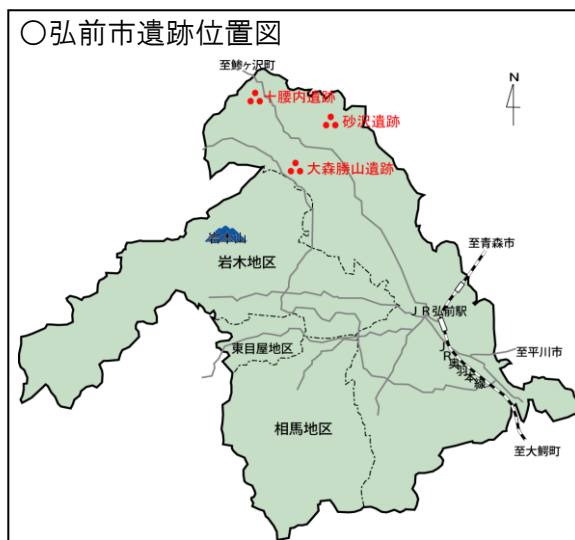 ○弘前市遺跡位置図
至鰺ヶ沢町
十腰内遺跡
砂沢遺跡
N
大森勝山遺跡
岩木山
岩木地区
至青森市
JR弘前駅
東目屋地区
至平川市
JR奥羽本線
相馬地区
至大鰐町